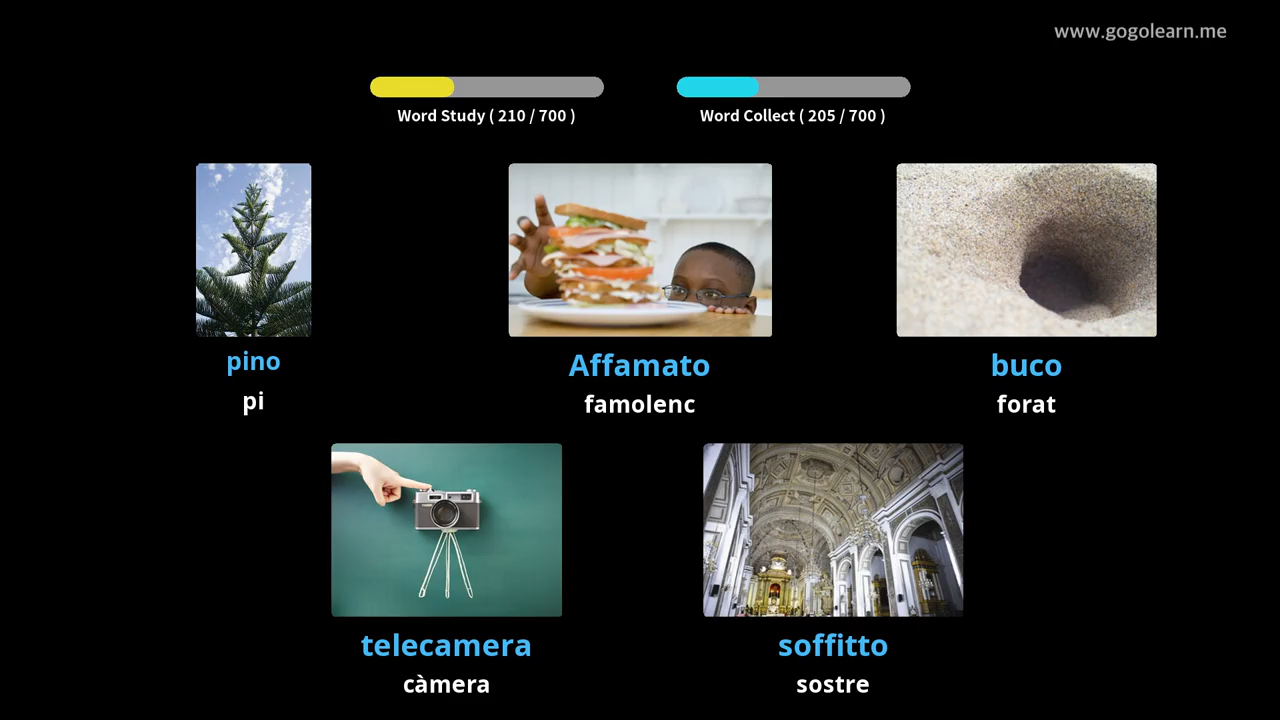 www.gogolearn.me
Word Study ( 210 / 700 )
Word Collect ( 205 / 700 )
pino
pi
Affamato
famolenc
buco
forat
telecamera
càmera
soffitto
sostre